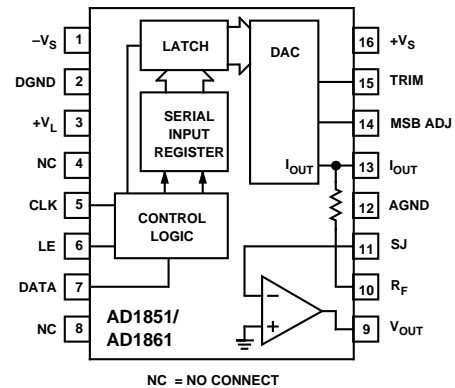 –VS 1
DGND 2
+VL 3
NC 4
CLK 5
LE 6
DATA 7
NC 8
LATCH
SERIAL
INPUT
REGISTER
CONTROL
LOGIC
DAC
IOUT
–
+
AD1851/
AD1861
16 +VS
15 TRIM
14 MSB ADJ
13 IOUT
12 AGND
11 SJ
10 RF
9 VOUT
NC = NO CONNECT